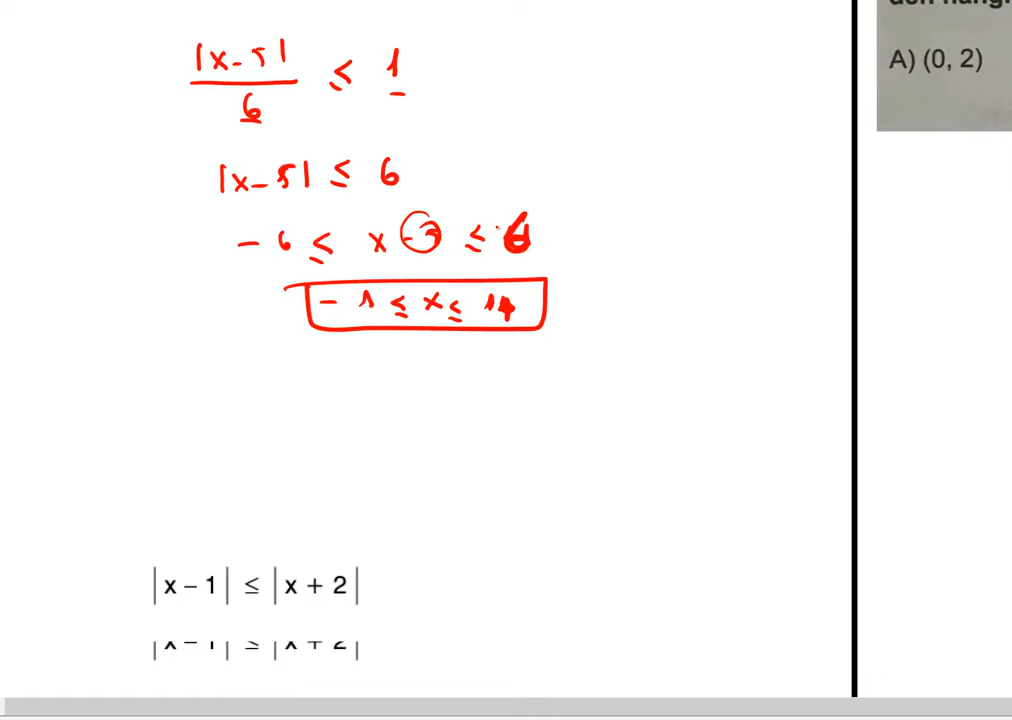 |x-5|
6
≤ 1
|x-5| ≤ 6
- 6 ≤ x -5 ≤ 6
- 1 ≤ x ≤ 11
|x – 1| ≤ |x + 2|
A) (0, 2)